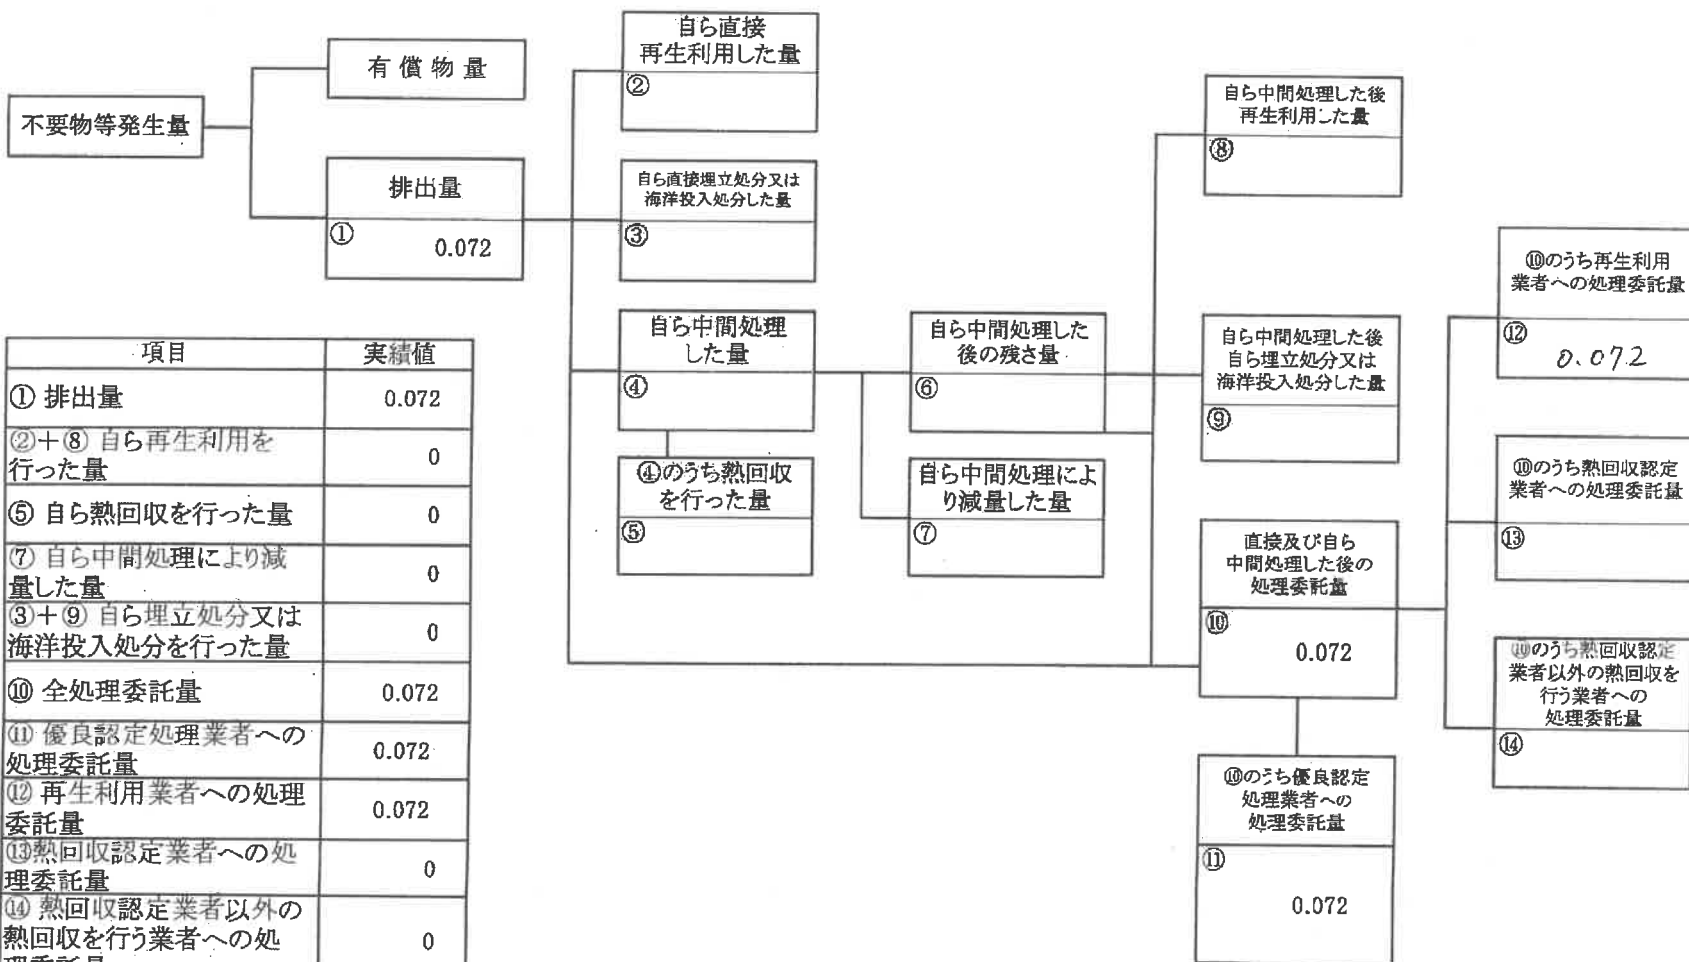 不要物等発生量
有償物量
排出量
①
0.072
自ら直接
再生利用した量
②
自ら直接埋立処分又は
海洋投入処分した量
③
自ら中間処理
した量
④
④のうち熱回収
を行った量
⑤
自ら中間処理した
後の残さ量
⑥
自ら中間処理によ
り減量した量
⑦
自ら中間処理した後
再生利用した量
⑧
自ら中間処理した後
自ら埋立処分又は
海洋投入処分した量
⑨
直接及び自ら
中間処理した後の
処理委託量
⑩
0.072
⑩のうち優良認定
処理業者への
処理委託量
⑪
0.072
⑩のうち再生利用
業者への処理委託量
⑫
0.072
⑩のうち熱回収認定
業者への処理委託量
⑬
⑩のうち熱回収認定
業者以外の熱回収を
行う業者への
処理委託量
⑭
項目 実績値
① 排出量 0.072
②+⑧ 自ら再生利用を
行った量 0
⑤ 自ら熱回収を行った量 0
⑦ 自ら中間処理により減
量した量 0
③+⑨ 自ら埋立処分又は
海洋投入処分を行った量 0
⑩ 全処理委託量 0.072
⑪ 優良認定処理業者への
処理委託量 0.072
⑫ 再生利用業者への処理
委託量 0.072
⑬熱回収認定業者への処
理委託量 0
⑭ 熱回収認定業者以外の
熱回収を行う業者への処 0
理委託量